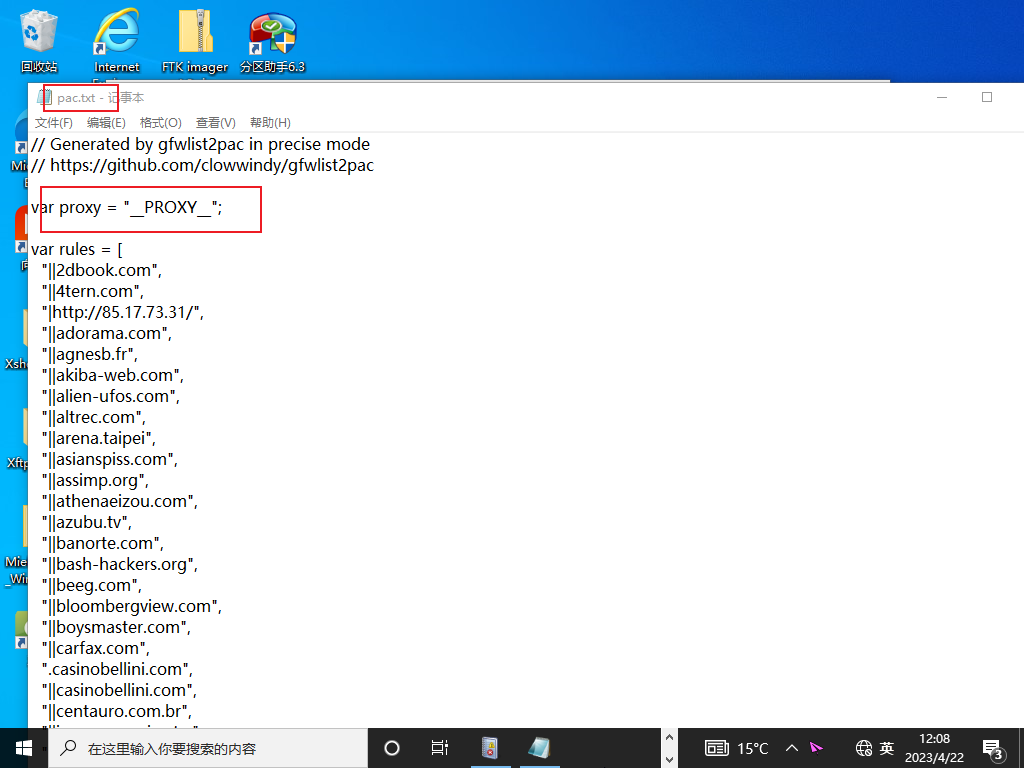 回收站
Internet
FTK imager
分区助手6.3
pac.txt - 记事本
文件(F) 编辑(E) 格式(O) 查看(V) 帮助(H)
// Generated by gfwlist2pac in precise mode
// https://github.com/clowwindy/gfwlist2pac
var proxy = "__PROXY__";
var rules = [
"||2dbook.com",
"||4tern.com",
"|http://85.17.73.31/",
"||adorama.com",
"||agnesb.fr",
"||akiba-web.com",
"||alien-ufos.com",
"||altrec.com",
"||arena.taipei",
"||asianspiss.com",
"||assimp.org",
"||athenaeizou.com",
"||azubu.tv",
"||banorte.com",
"||bash-hackers.org",
"||beeg.com",
"||bloombergview.com",
"||boysmaster.com",
"||carfax.com",
".casinobellini.com",
"||casinobellini.com",
"||centauro.com.br",
在这里输入你要搜索的内容
15°C
英
12:08
2023/4/22
3